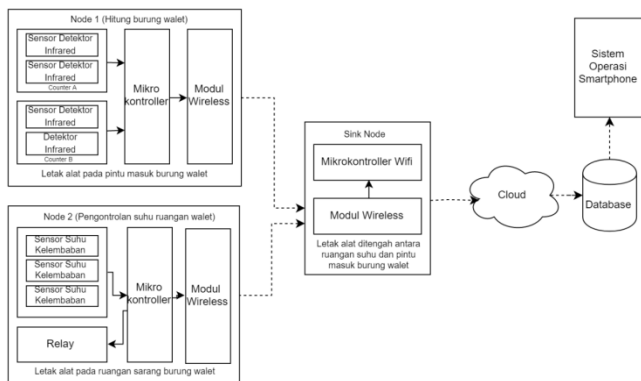 Node 1 (Hitung burung walet)
Sensor Detektor
Infrared
Sensor Detektor
Infrared
Counter A
Sensor Detektor
Infrared
Detektor
Infrared
Counter B
Mikro
kontroller
Modul
Wireless
Letak alat pada pintu masuk burung walet
Node 2 (Pengontrolan suhu ruangan walet)
Sensor Suhu
Kelembaban
Sensor Suhu
Kelembaban
Sensor Suhu
Kelembaban
Relay
Mikro
kontroller
Modul
Wireless
Letak alat pada ruangan sarang burung walet
Sink Node
Mikrokontroller Wifi
Modul Wireless
Letak alat ditengah antara
ruangan suhu dan pintu
masuk burung walet
Cloud
Database
Sistem
Operasi
Smartphone